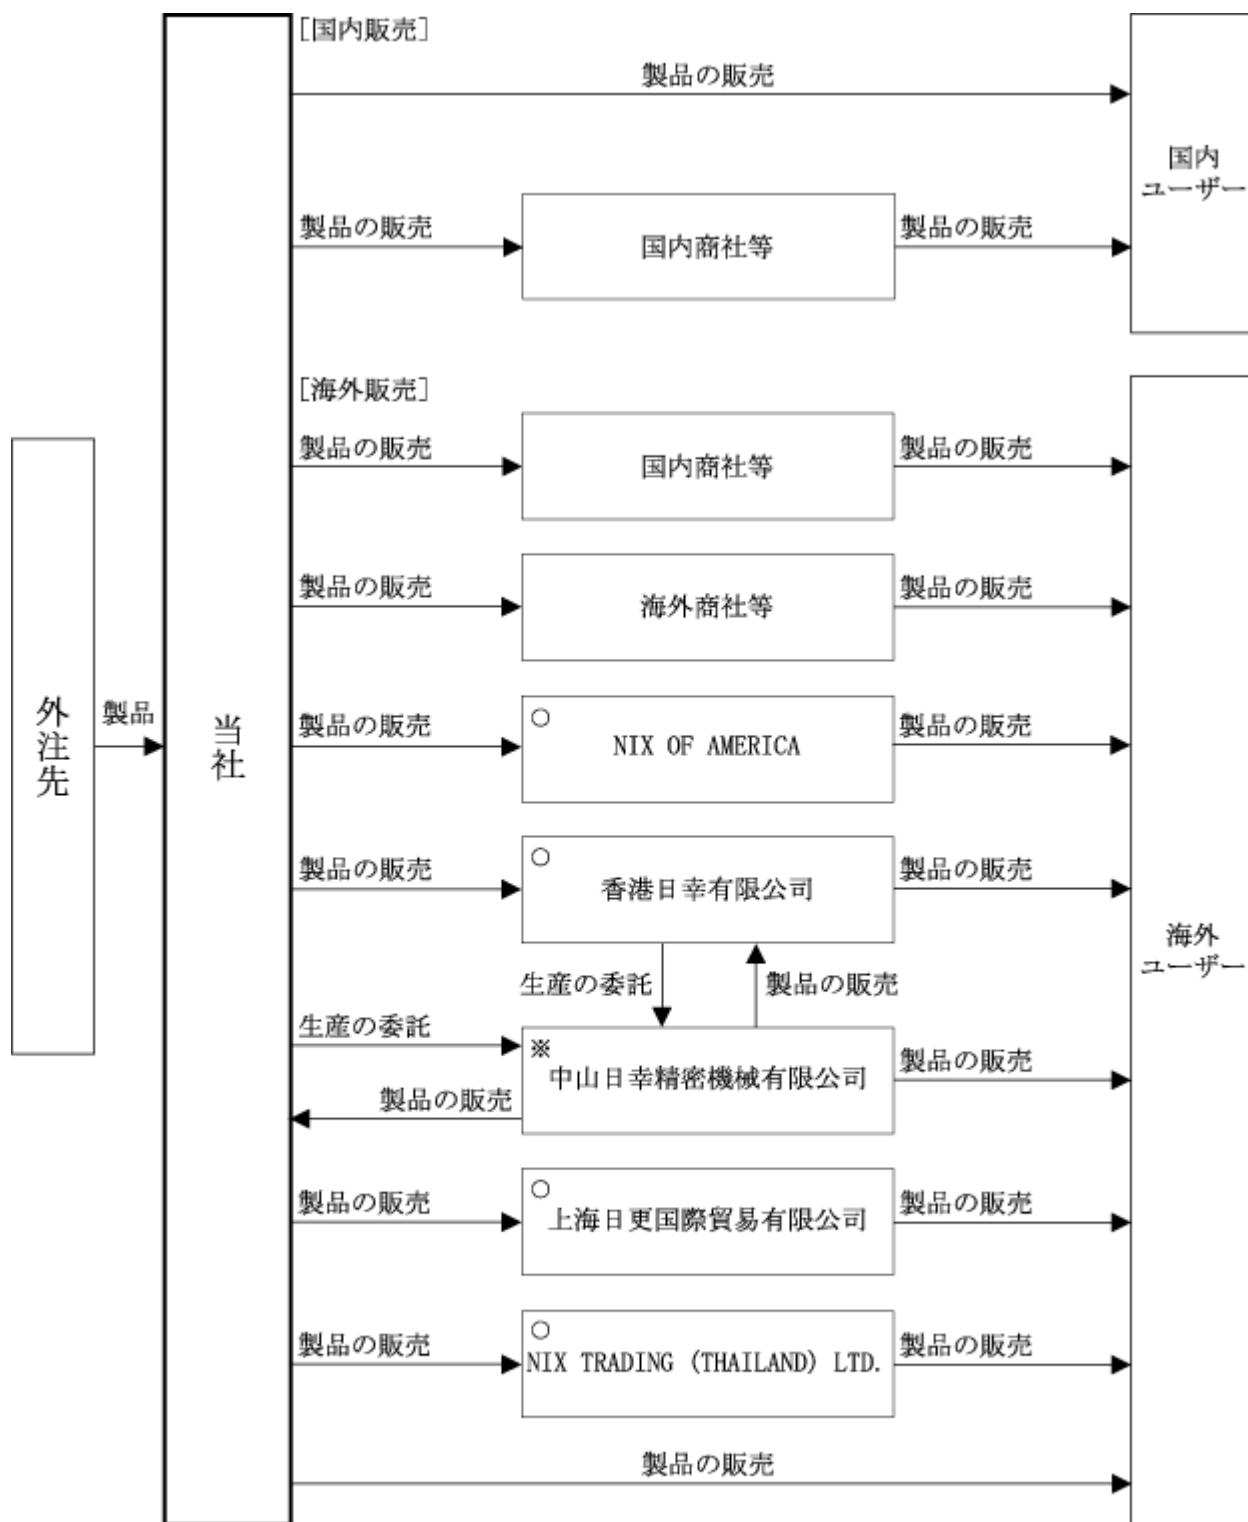 [国内販売]
製品の販売
国内
ユーザー
製品の販売
国内商社等
製品の販売
[海外販売]
製品の販売
国内商社等
製品の販売
製品の販売
海外商社等
製品の販売
外注先
製品
当社
製品の販売
○
NIX OF AMERICA
製品の販売
製品の販売
○
香港日幸有限公司
製品の販売
海外
ユーザー
生産の委託
製品の販売
生産の委託
※
中山日幸精密機械有限公司
製品の販売
製品の販売
製品の販売
○
上海日更国際貿易有限公司
製品の販売
製品の販売
○
NIX TRADING (THAILAND) LTD.
製品の販売
製品の販売